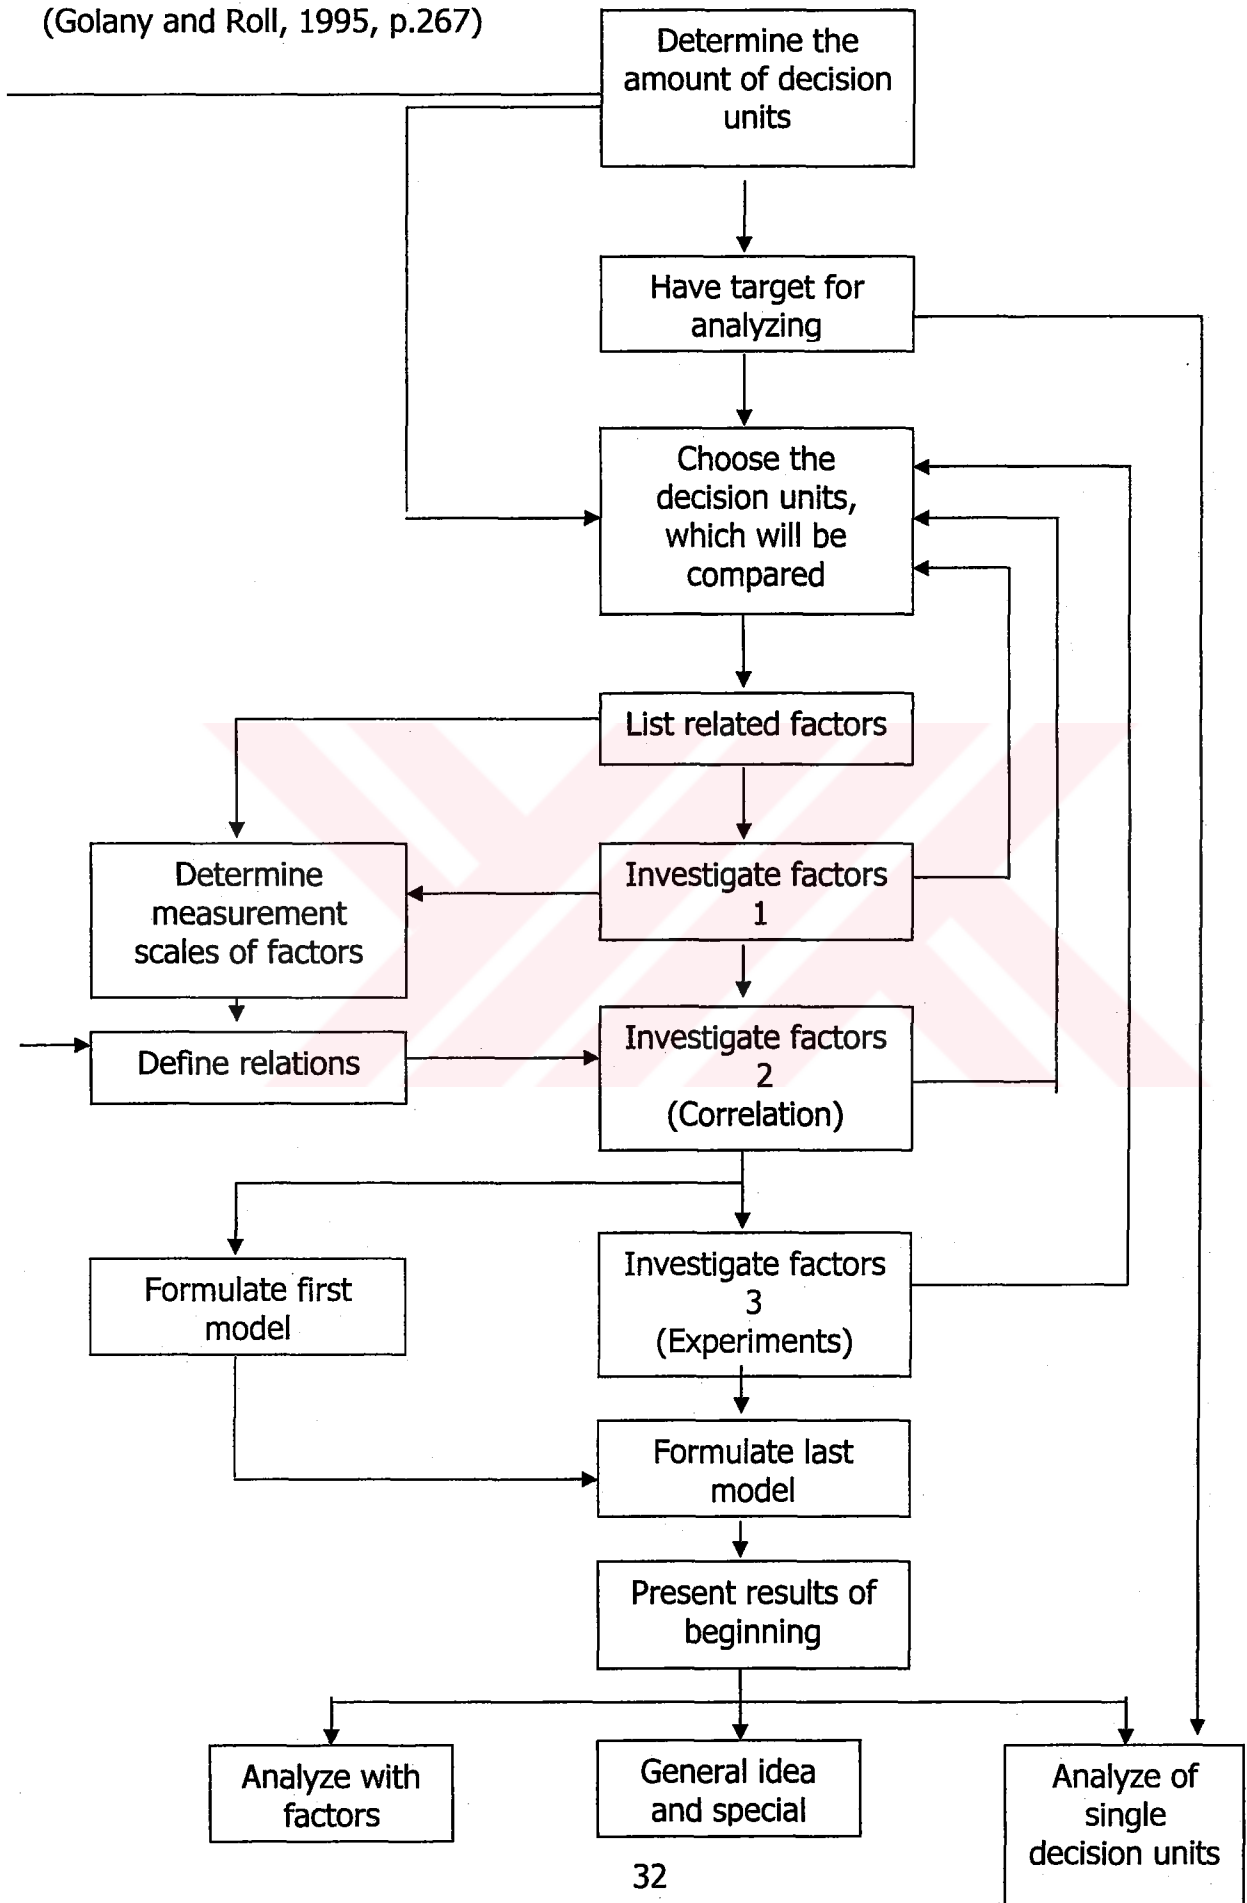 (Golany and Roll, 1995, p.267)
Determine the
amount of decision
units
Have target for
analyzing
Choose the
decision units,
which will be
compared
List related factors
Determine
measurement
scales of factors
Investigate factors
1
Define relations
Investigate factors
2
(Correlation)
Formulate first
model
Investigate factors
3
(Experiments)
Formulate last
model
Present results of
beginning
Analyze with
factors
General idea
and special
Analyze of
single
decision units
32